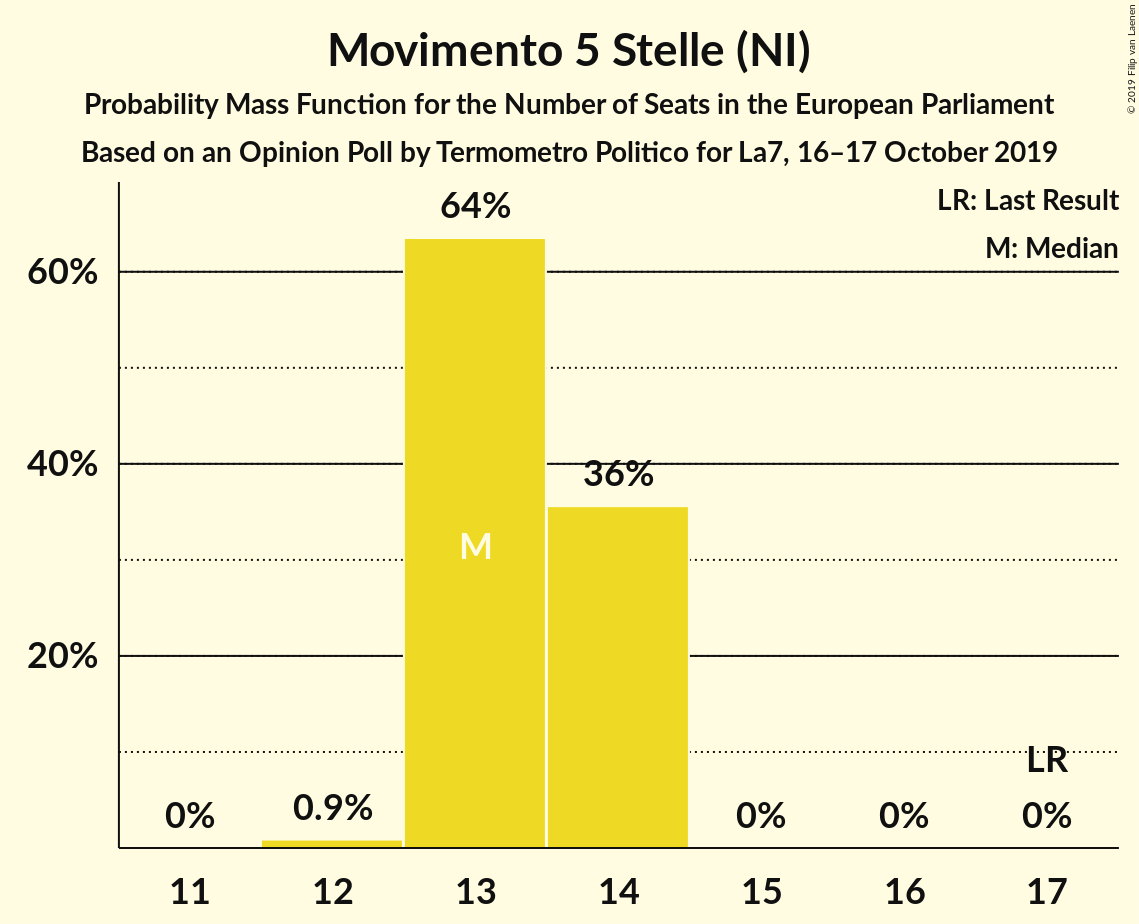 Movimento 5 Stelle (NI)
Probability Mass Function for the Number of Seats in the European Parliament
Based on an Opinion Poll by Termometro Politico for La7, 16–17 October 2019
© 2019 Filip van Laenen
LR: Last Result
M: Median
64%
60%
40%
36%
M
20%
LR
0%
0.9%
0%
0%
0%
11
12
13
14
15
16
17